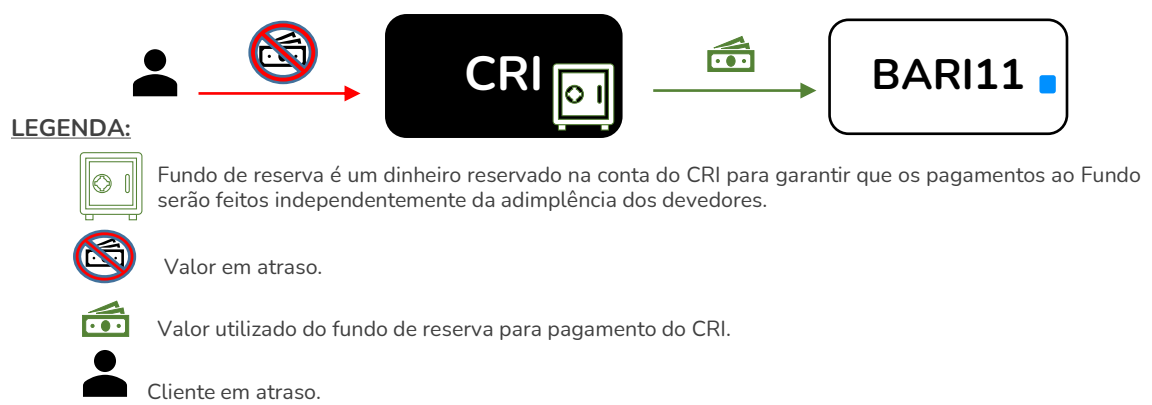 CRI
BARI11
LEGENDA:
Fundo de reserva é um dinheiro reservado na conta do CRI para garantir que os pagamentos ao Fundo
serão feitos independentemente da adimplência dos devedores.
Valor em atraso.
Valor utilizado do fundo de reserva para pagamento do CRI.
Cliente em atraso.